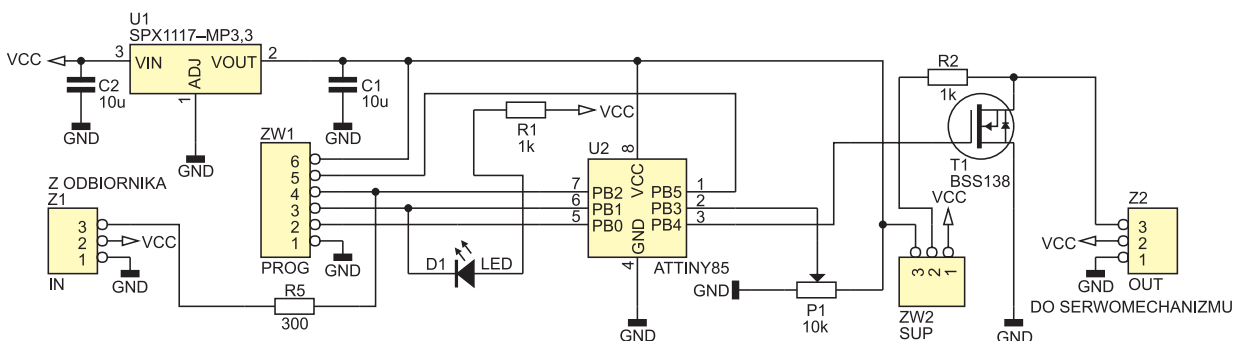 U1
SPX1117–MP3,3
VCC
3
VIN
VOUT
2
ADJ
1
C2
10u
GND
GND
C1
10u
GND
R1
1k
VCC
R2
1k
T1
BSS138
ZW1
6
5
4
3
2
1
PROG
GND
U2
8
VCC
7
PB2
6
PB1
5
PB0
PB5
1
PB3
2
PB4
3
GND
4
ATTINY85
GND
Z ODBIORNIKA
Z1
3
2
1
IN
VCC
GND
D1
LED
R5
300
GND
P1
10k
VCC
3
2
1
ZW2
SUP
GND
Z2
3
2
1
OUT
VCC
GND
DO SERWOMECHANIZMU